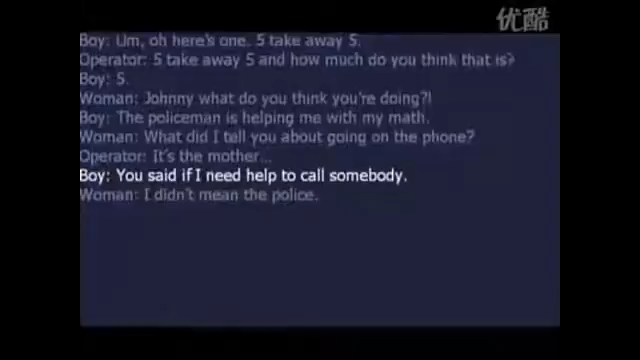 优酷
Boy: Um, oh here's one. 5 take away 5.
Operator: 5 take away 5 and how much do you think that is?
Boy: 5.
Woman: Johnny what do you think you're doing?!
Boy: The policeman is helping me with my math.
Woman: What did I tell you about going on the phone?
Operator: It's the mother...
Boy: You said if I need help to call somebody.
Woman: I didn't mean the police.